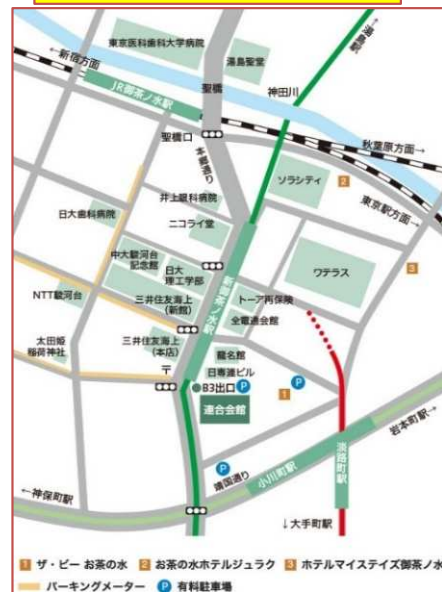 東京医科歯科大学病院
湯島聖堂
→湯島駅
←新宿方面
JR御茶ノ水駅
聖橋
神田川
聖橋口
本郷通り
秋葉原方面→
東京駅方面→
ソラシティ
2
井上眼科病院
日大歯科病院
ニコライ堂
中大駿河台
記念館
日大
理工学部
新御茶ノ水駅
ワテラス
3
NTT駿河台
三井住友海上
(新館)
トーア再保険
全電通会館
太田姫
稲荷神社
三井住友海上
(本店)
龍名館
日専連ビル
〒
B3出口
P
P
1
連合会館
P
靖国通り
小川町駅
淡路町駅
岩本町駅→
←神保町駅
↓大手町駅
1 ザ・ビー お茶の水
2 お茶の水ホテルジュラク
3 ホテルマイステイズ御茶ノ水
パーキングメーター
P 有料駐車場